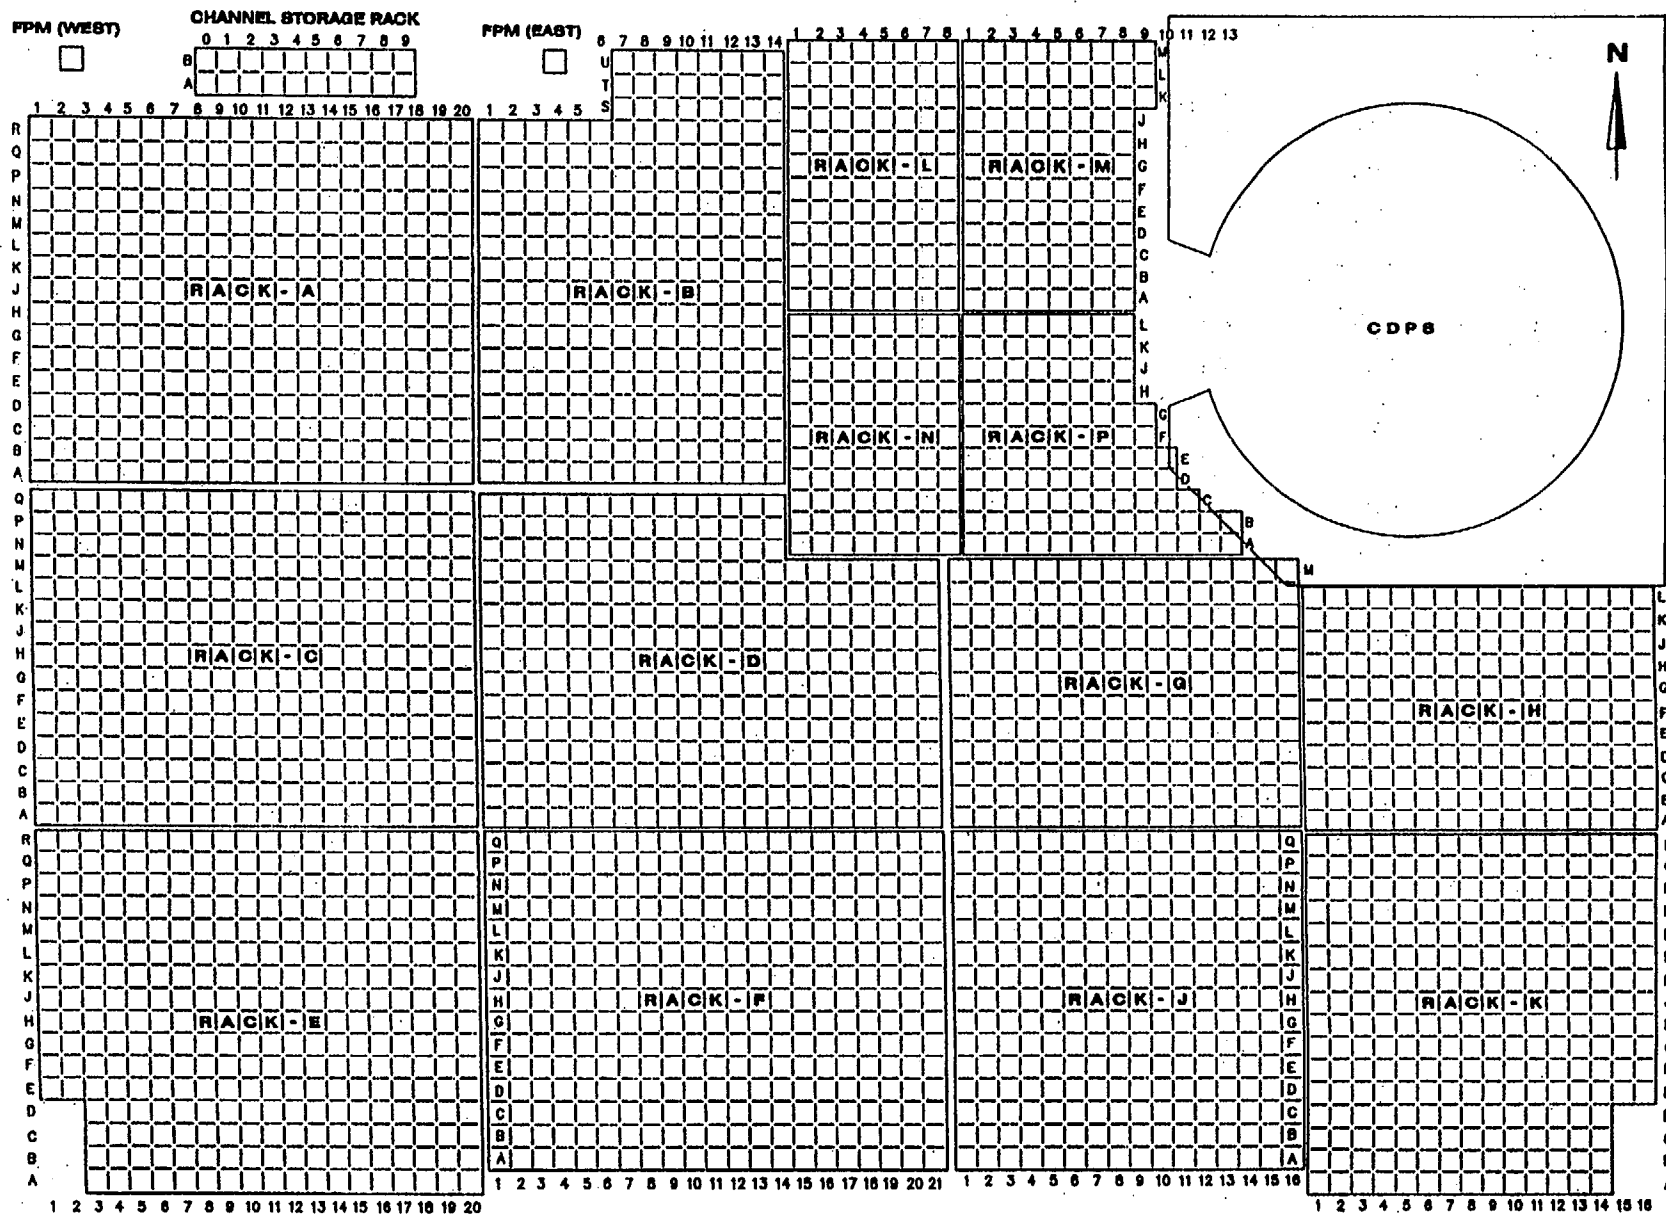 CHANNEL STORAGE RACK
FPM (WEST)
0 1 2 3 4 5 6 7 8 9
B
A
FPM (EAST)
6 7 8 9 10 11 12 13 14
U
T
S
1 2 3 4 5 6 7 8
1 2 3 4 5 6 7 8 9 10 11 12 13
M
L
K
J
H
G
F
E
D
C
B
A
N
1 2 3 4 5 6 7 8 9 10 11 12 13 14 15 16 17 18 19 20
1 2 3 4 5
R
Q
P
N
M
L
K
J
H
G
F
E
D
C
B
A
RACK-A
RACK-B
RACK-L
RACK-M
CDPS
L
K
J
H
G
F
E
D
C
B
A
RACK-N
RACK-P
Q
P
N
M
L
K
J
H
G
F
E
D
C
B
A
RACK-C
RACK-D
M
RACK-G
L
K
J
H
G
F
E
D
C
B
A
RACK-H
R
Q
P
N
M
L
K
J
H
G
F
E
D
C
B
A
RACK-E
Q
P
N
M
L
K
J
H
G
F
E
D
C
B
A
RACK-F
RACK-J
Q
P
N
M
L
K
J
H
G
F
E
D
C
B
A
RACK-K
1 2 3 4 5 6 7 8 9 10 11 12 13 14 15 16 17 18 19 20
1 2 3 4 5 6 7 8 9 10 11 12 13 14 15 16 17 18 19 20 21
1 2 3 4 5 6 7 8 9 10 11 12 13 14 15 16
1 2 3 4 5 6 7 8 9 10 11 12 13 14 15 16